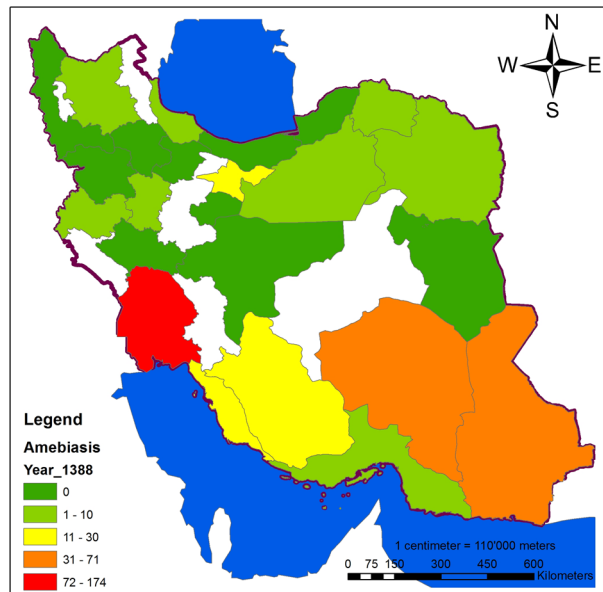 N
W E
S
Legend
Amebiasis
Year_1388
0
1 - 10
11 - 30
31 - 71
72 - 174
1 centimeter = 110'000 meters
0 75 150 300 450 600
Kilometers